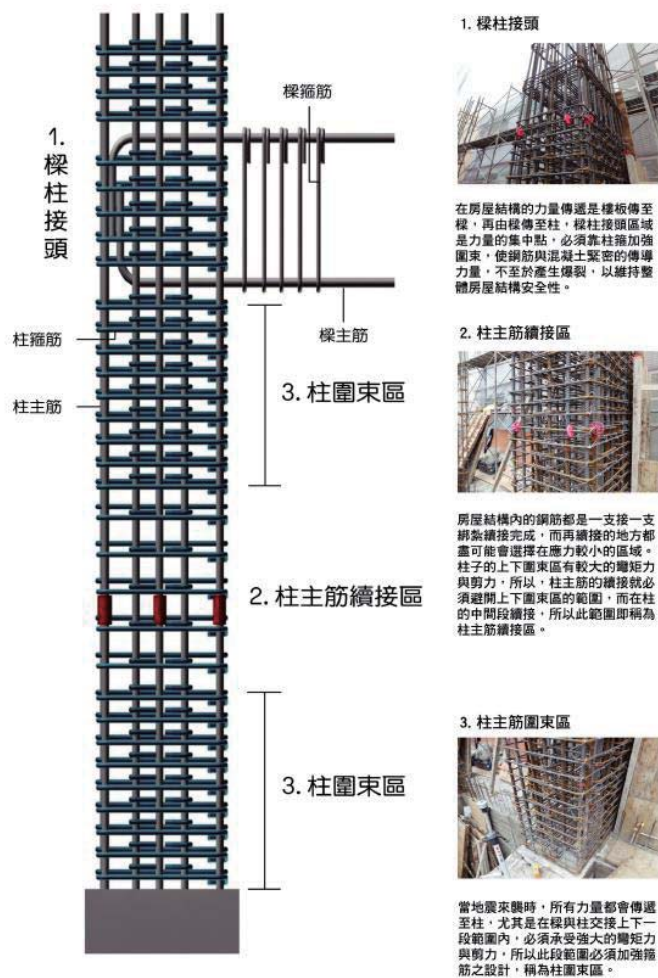 1.
樑
柱
接
頭
樑箍筋
柱箍筋
柱主筋
樑主筋
3. 柱圍束區
2. 柱主筋續接區
3. 柱圍束區
1. 樑柱接頭
在房屋結構的力量傳遞是樓板傳至
樑，再由樑傳至柱，樑柱接頭區域
是力量的集中點，必須靠柱箍加強
圍束，使鋼筋與混凝土緊密的傳導
力量，不至於產生爆裂，以維持整
體房屋結構安全性。
2. 柱主筋續接區
房屋結構內的鋼筋都是一支接一支
綁紮續接完成，而再續接的地方都
盡可能會選擇在應力較小的區域。
柱子的上下圍束區有較大的彎矩力
與剪力，所以，柱主筋的續接就必
須避開上下圍束區的範圍，而在柱
的中間段續接，所以此範圍即稱為
柱主筋續接區。
3. 柱主筋圍束區
當地震來襲時，所有力量都會傳遞
至柱，尤其是在樑與柱交接上下一
段範圍內，必須承受強大的彎矩力
與剪力，所以此段範圍必須加強箍
筋之設計，稱為柱圍束區。